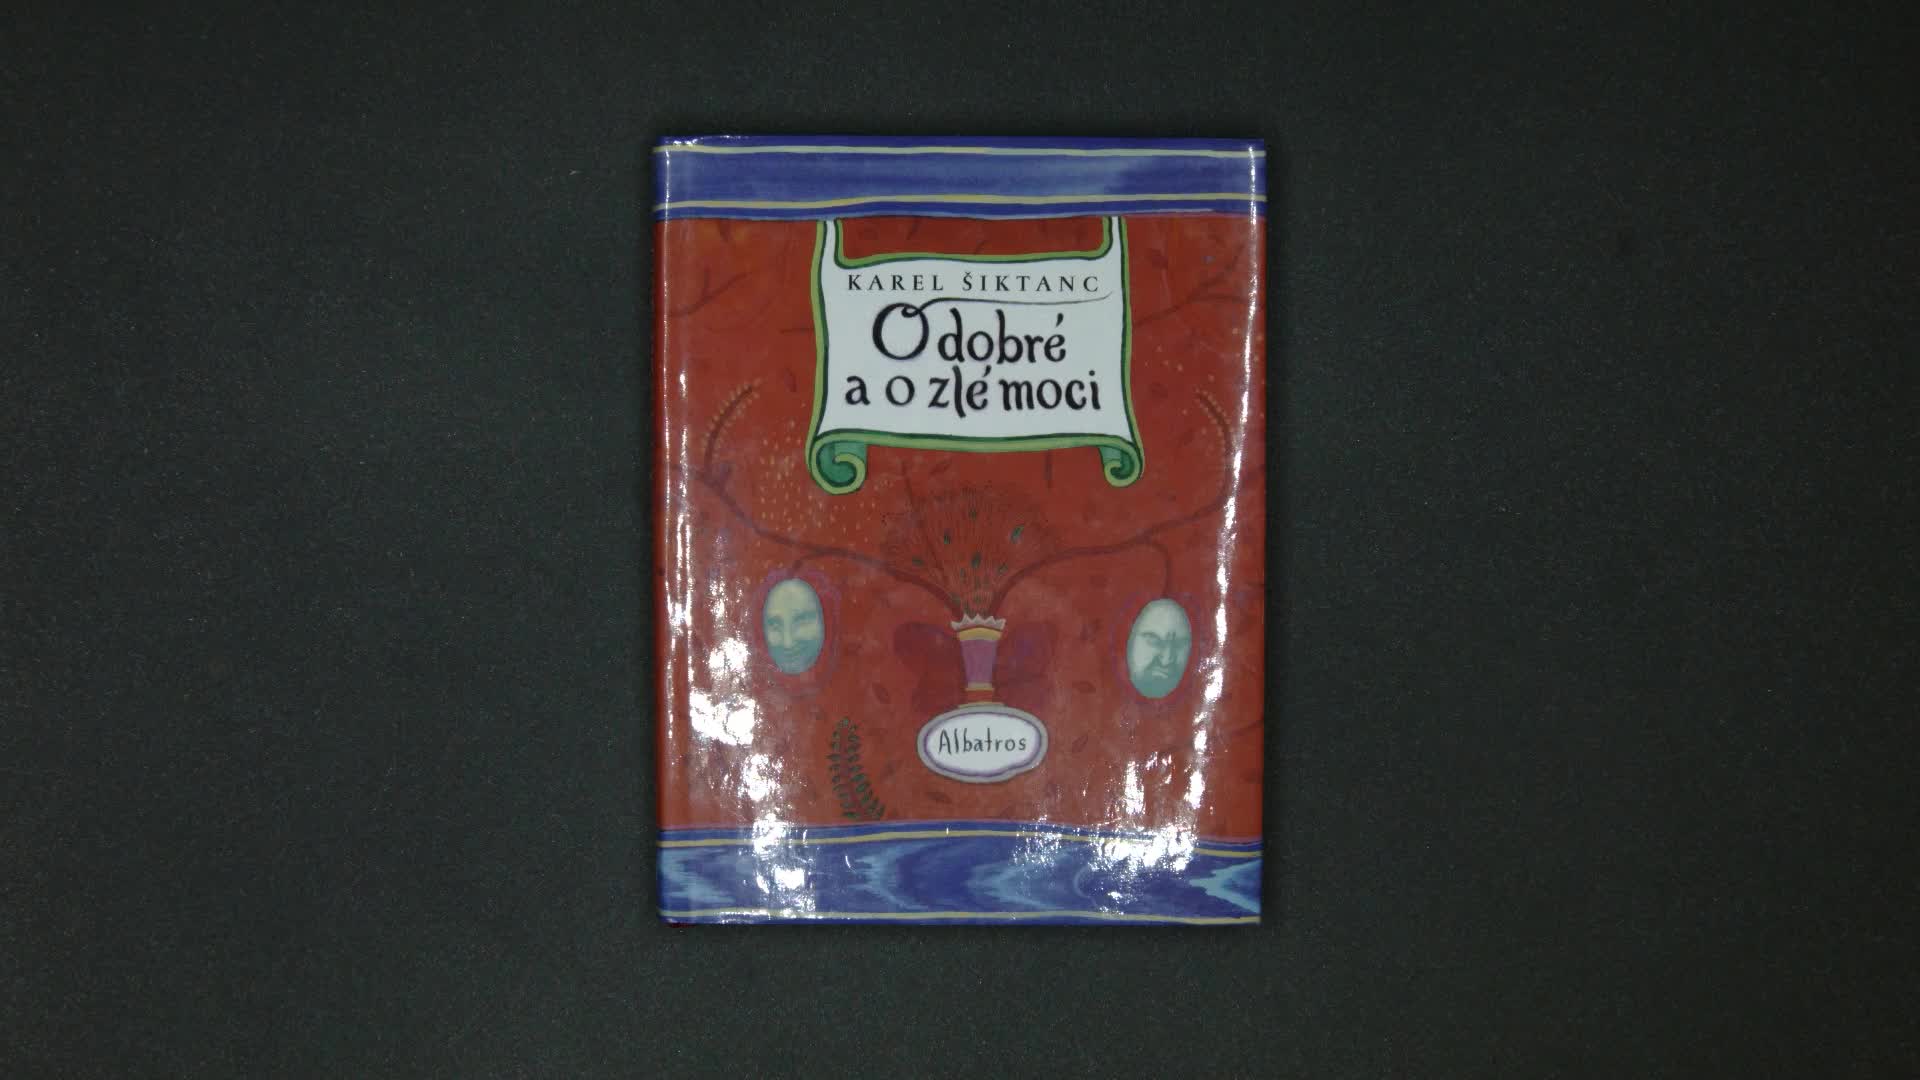 KAREL ŠIKTANC
O dobré
a o zlé moci
Albatros